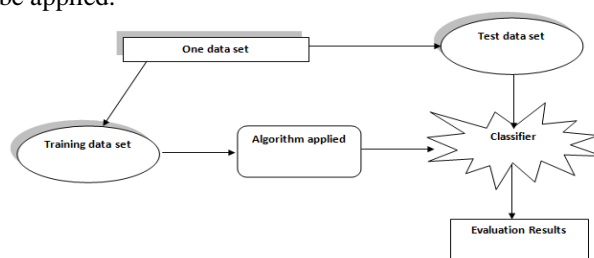 be applied.
One data set
Test data set
Training data set
Algorithm applied
Classifier
Evaluation Results